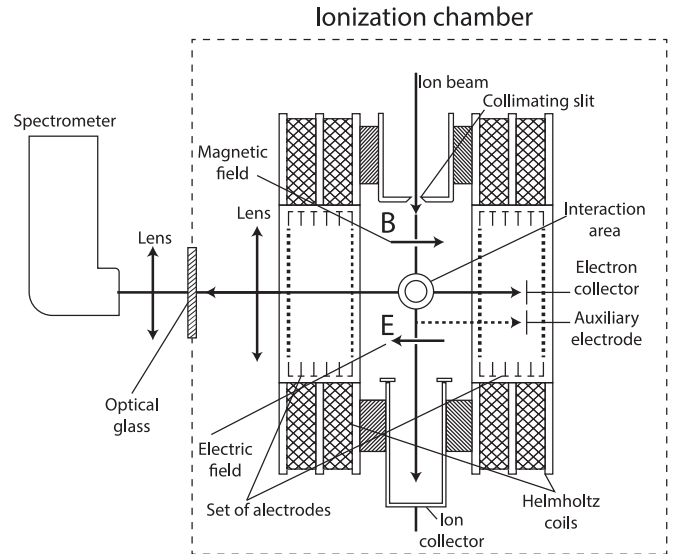 Ionization chamber
Ion beam
Collimating slit
Spectrometer
Magnetic
field
Lens
Lens
B
Interaction
area
Electron
collector
Auxiliary
electrode
E
Optical
glass
Electric
field
Set of alectrodes
Helmholtz
coils
Ion
collector